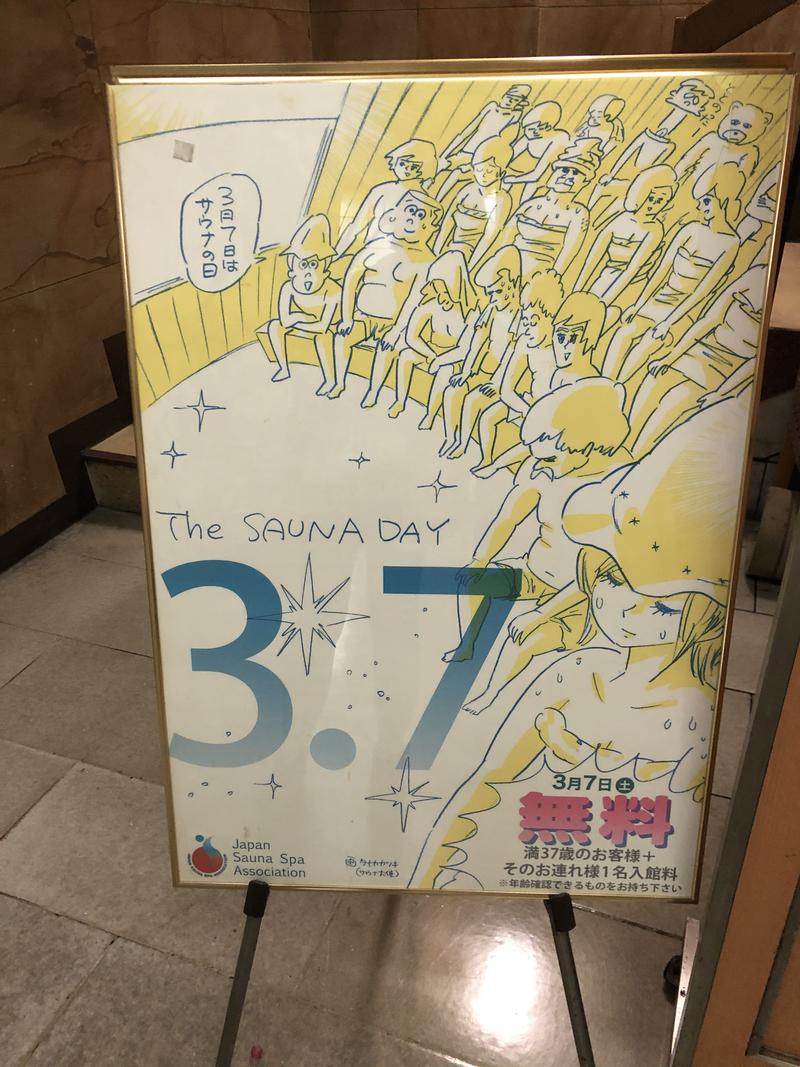 3月7日は
サウナの日
The SAUNA DAY
3.7
3月7日土
無料
満37歳のお客様+
そのお連れ様1名入館料
※年齢確認できるものをお持ち下さい
Japan
Sauna Spa
Association
画 タナカカツキ
(サウナ大使)